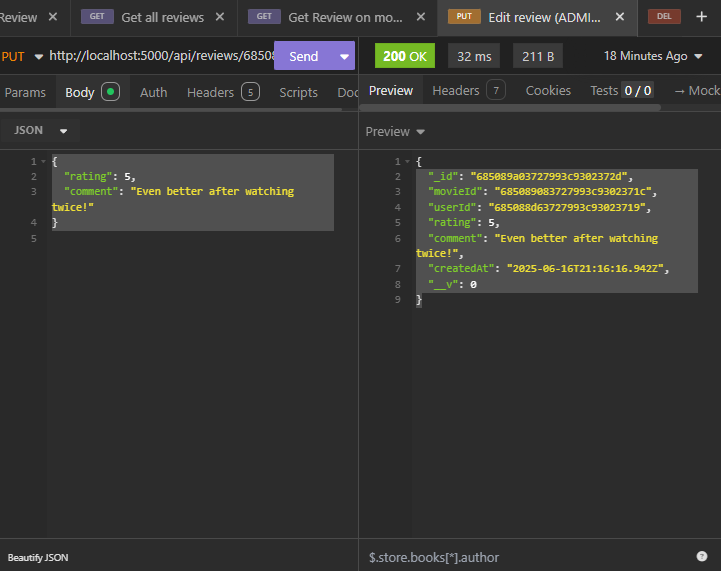 Review
GET Get all reviews
GET Get Review on mo...
PUT Edit review (ADMI...
DEL
PUT http://localhost:5000/api/reviews/6850 Send
200 OK 32 ms 211 B 18 Minutes Ago
Params Body Auth Headers 5 Scripts Doc
Preview Headers 7 Cookies Tests 0 / 0 → Mock
JSON
Preview
1 {
2 "rating": 5,
3 "comment": "Even better after watching
twice!"
4 }
5
1 {
2 "_id": "685089a03727993c9302372d",
3 "movieId": "685089083727993c9302371c",
4 "userId": "685088d63727993c93023719",
5 "rating": 5,
6 "comment": "Even better after watching
twice!",
7 "createdAt": "2025-06-16T21:16:16.942Z",
8 "__v": 0
9 }
Beautify JSON
$.store.books[*].author
?